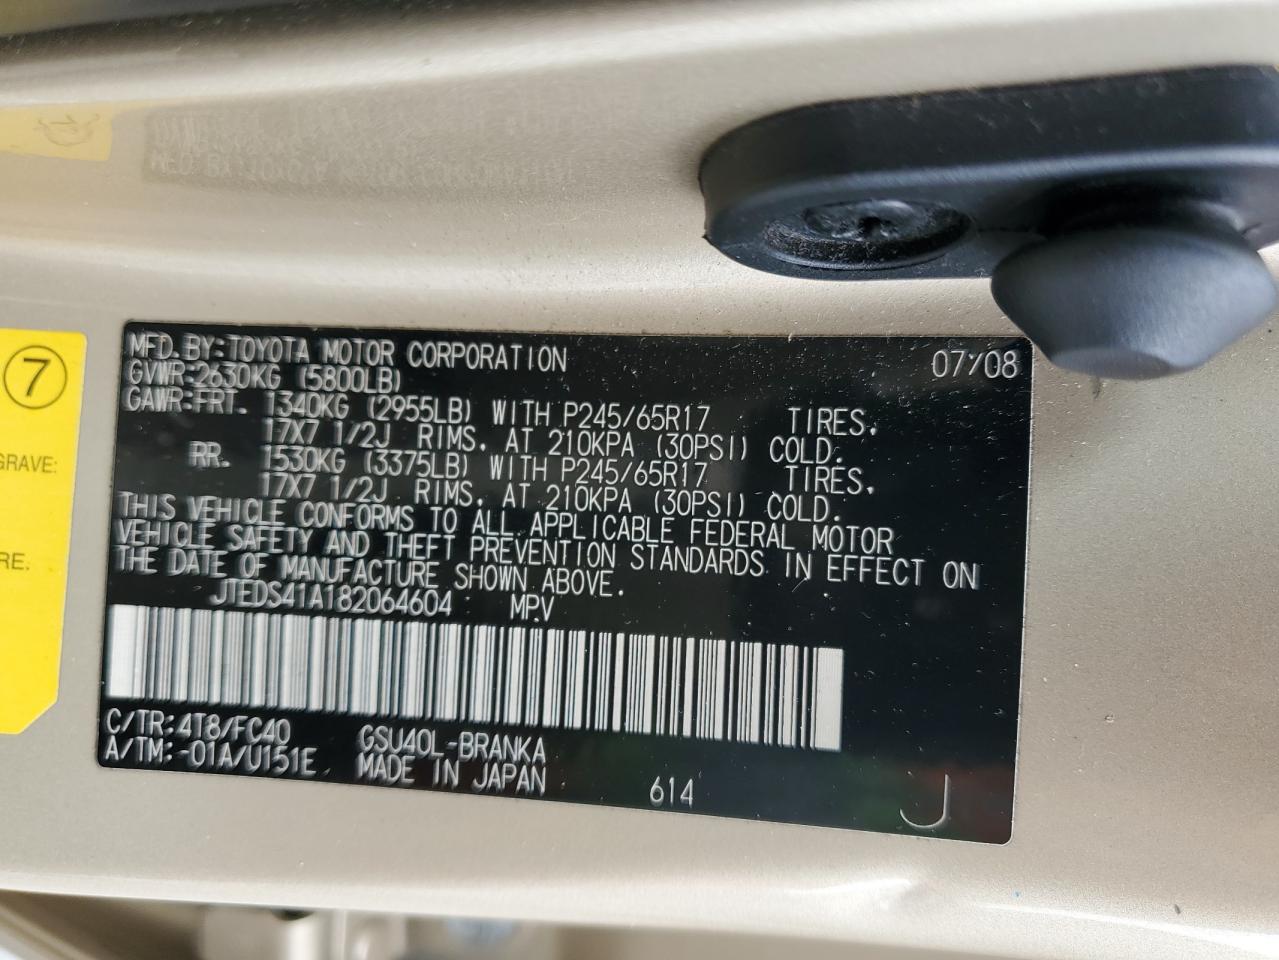 MFD. BY: TOYOTA MOTOR CORPORATION 07/08
GVWR: 2630KG (5800LB)
GAWR: FRT. 1340KG (2955LB) WITH P245/65R17 TIRES,
17X7 1/2J RIMS, AT 210KPA (30PSI) COLD.
RR. 1530KG (3375LB) WITH P245/65R17 TIRES,
17X7 1/2J RIMS, AT 210KPA (30PSI) COLD.
THIS VEHICLE CONFORMS TO ALL APPLICABLE FEDERAL MOTOR
VEHICLE SAFETY AND THEFT PREVENTION STANDARDS IN EFFECT ON
THE DATE OF MANUFACTURE SHOWN ABOVE.
JTEDS41A182064604 MPV
C/TR: 4T8/FC40 GSU40L-BRANKA
A/TM: -01A/U151E MADE IN JAPAN 614 J
7
GRAVE:
RE.